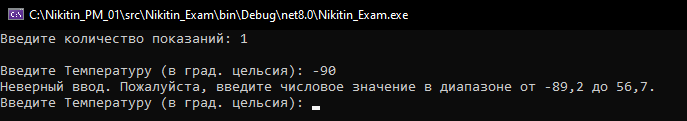 C:\Nikitin_PM_01\src\Nikitin_Exam\bin\Debug\net8.0\Nikitin_Exam.exe
Введите количество показаний: 1
Введите Температуру (в град. цельсия): -90
Неверный ввод. Пожалуйста, введите числовое значение в диапазоне от -89,2 до 56,7.
Введите Температуру (в град. цельсия):